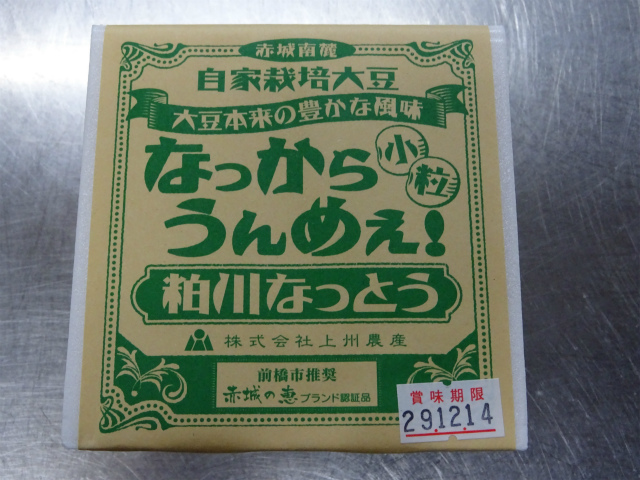 赤城南麓
自家栽培大豆
大豆本来の豊かな風味
なっから
小粒
うんめぇ!
粕川なっとう
株式会社上州農産
前橋市推奨
赤城の恵 ブランド認証品
賞味期限
29.12.14